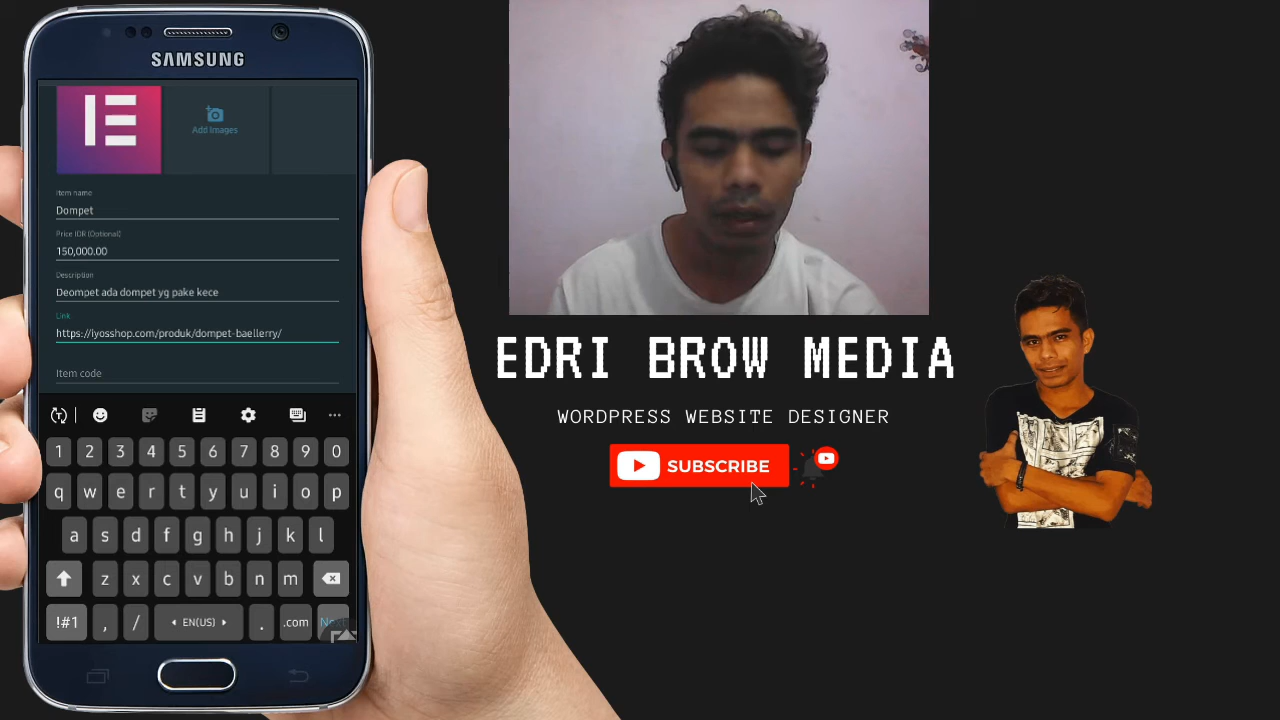 SAMSUNG
Add Images
Item name
Dompet
Price IDR (Optional)
150,000.00
Description
Deompet ada dompet yg pake kece
Link
https://iyosshop.com/produk/dompet-baellerry/
Item code
1 2 3 4 5 6 7 8 9 0
q w e r t y u i o p
a s d f g h j k l
z x c v b n m
!#1 , / EN(US) . .com
EDRI BROW MEDIA
WORDPRESS WEBSITE DESIGNER
SUBSCRIBE